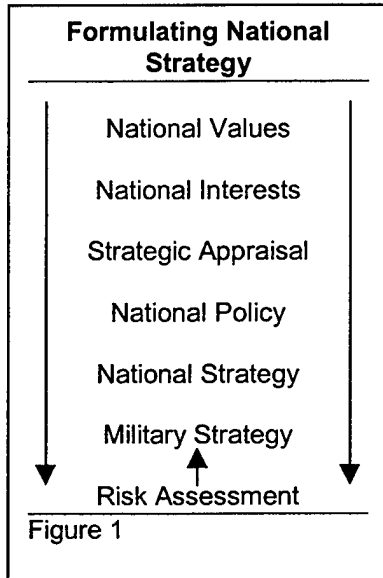 Formulating National
Strategy
National Values
National Interests
Strategic Appraisal
National Policy
National Strategy
Military Strategy
Risk Assessment
Figure 1